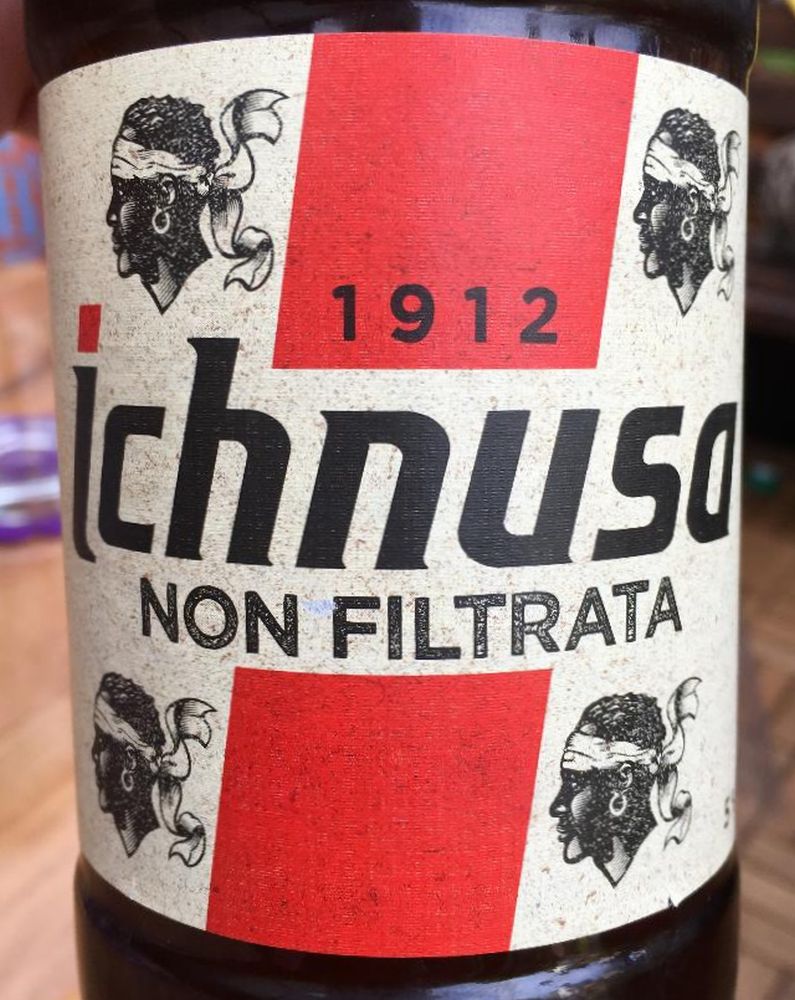 1912
ichnusa
NON FILTRATA